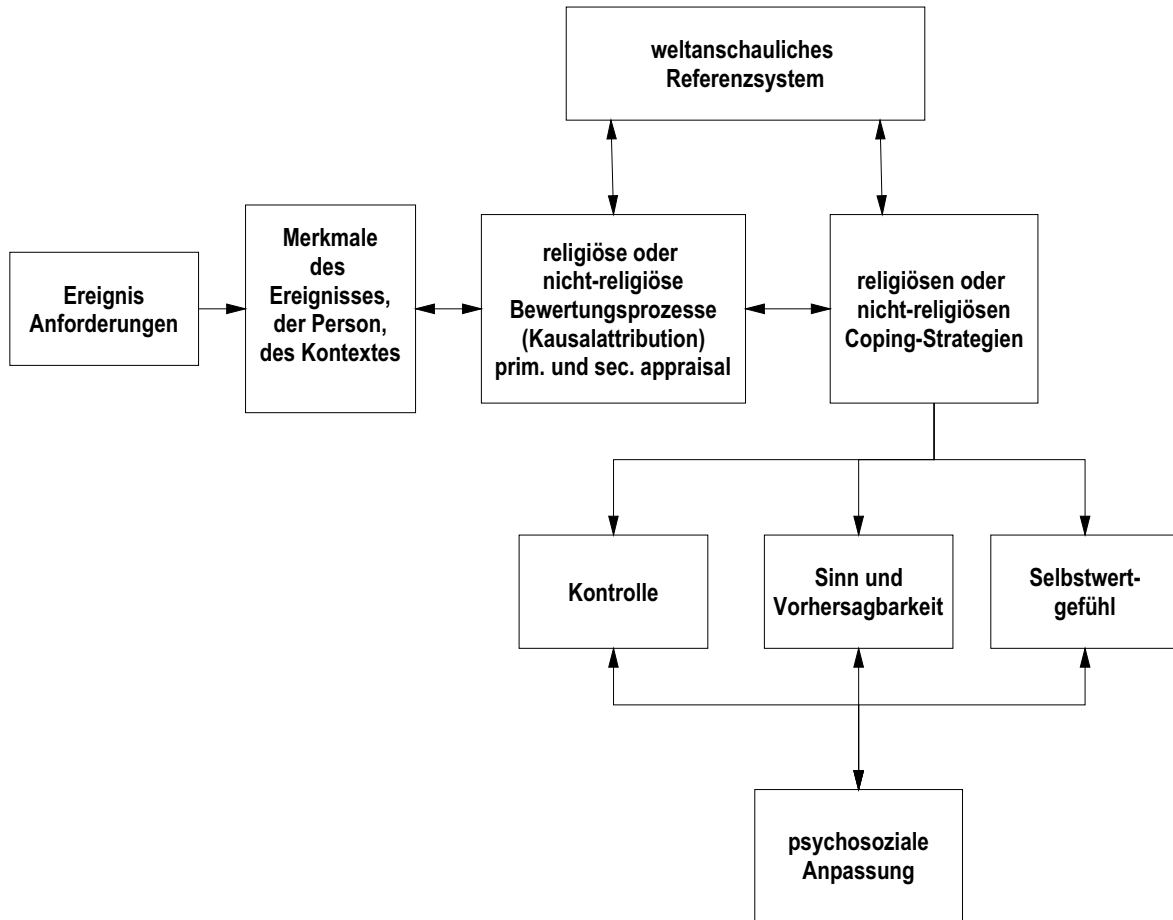 weltanschauliches
Referenzsystem
Ereignis
Anforderungen
Merkmale
des
Ereignisses,
der Person,
des Kontextes
religiöse oder
nicht-religiöse
Bewertungsprozesse
(Kausalattribution)
prim. und sec. appraisal
religiösen oder
nicht-religiösen
Coping-Strategien
Kontrolle
Sinn und
Vorhersagbarkeit
Selbstwert-
gefühl
psychosoziale
Anpassung